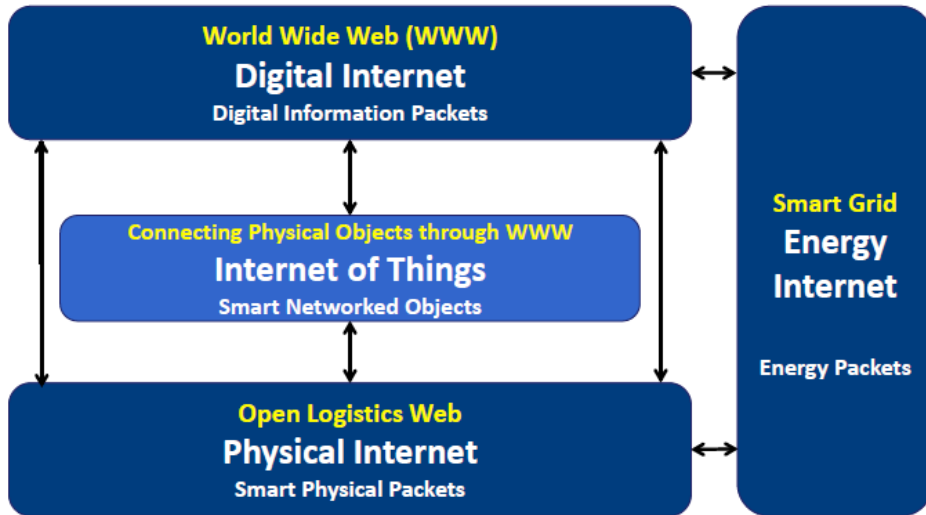 World Wide Web (WWW)
Digital Internet
Digital Information Packets
Connecting Physical Objects through WWW
Internet of Things
Smart Networked Objects
Open Logistics Web
Physical Internet
Smart Physical Packets
Smart Grid
Energy
Internet
Energy Packets